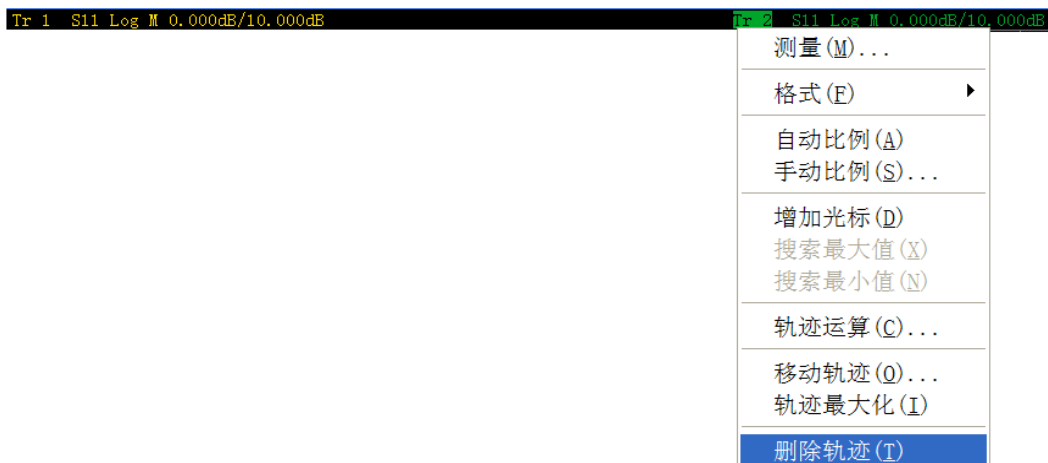 Tr 1 S11 Log M 0.000dB/10.000dB
Tr 2 S11 Log M 0.000dB/10.000dB
测量(M)...
格式(F)
自动比例(A)
手动比例(S)...
增加光标(D)
搜索最大值(X)
搜索最小值(N)
轨迹运算(C)...
移动轨迹(O)...
轨迹最大化(I)
删除轨迹(T)